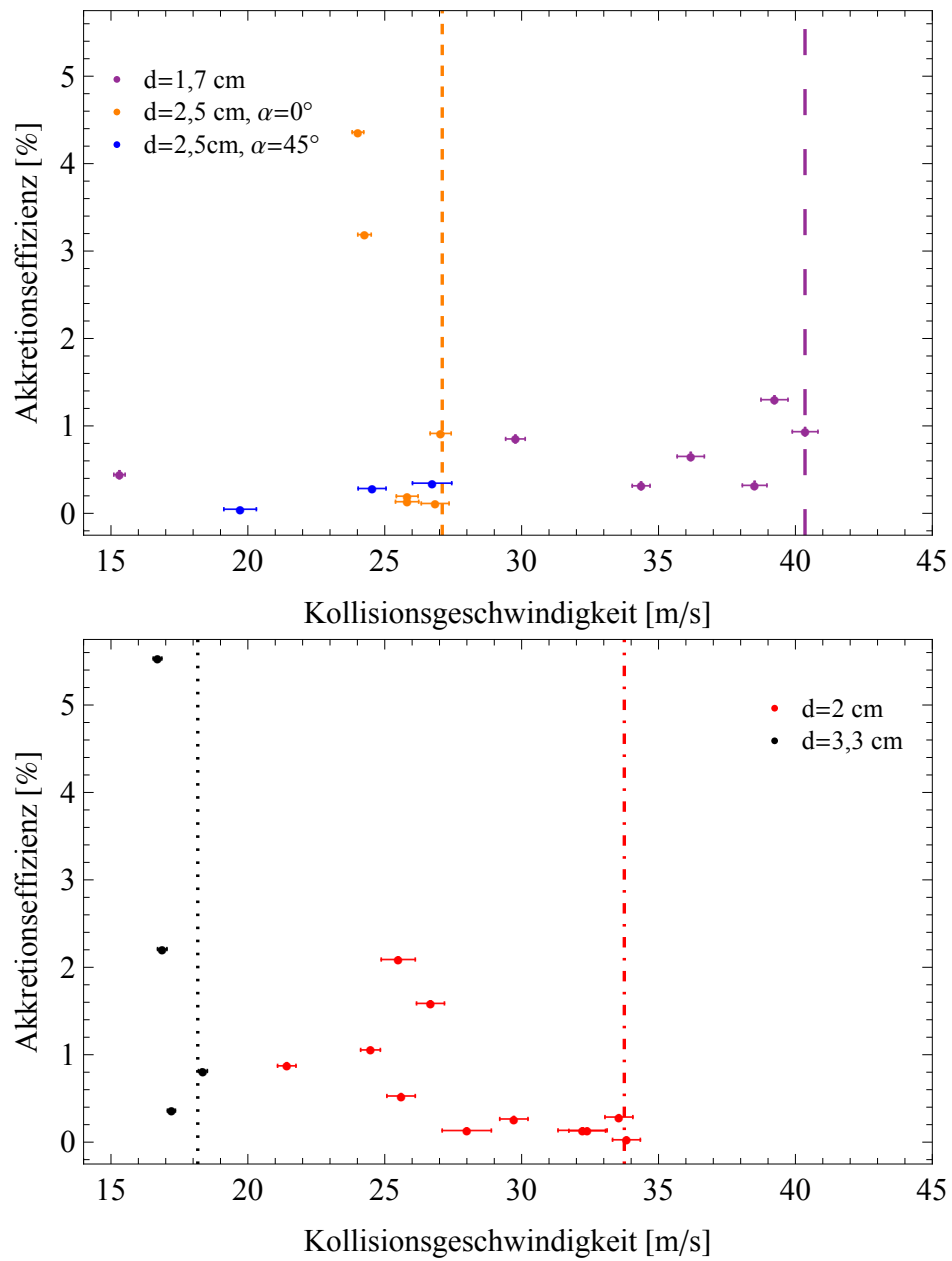 Akkretionseffizienz [%]
5
4
3
2
1
0
d=1,7 cm
d=2,5 cm, α=0°
d=2,5cm, α=45°
15 20 25 30 35 40 45
Kollisionsgeschwindigkeit [m/s]
Akkretionseffizienz [%]
5
4
3
2
1
0
d=2 cm
d=3,3 cm
15 20 25 30 35 40 45
Kollisionsgeschwindigkeit [m/s]